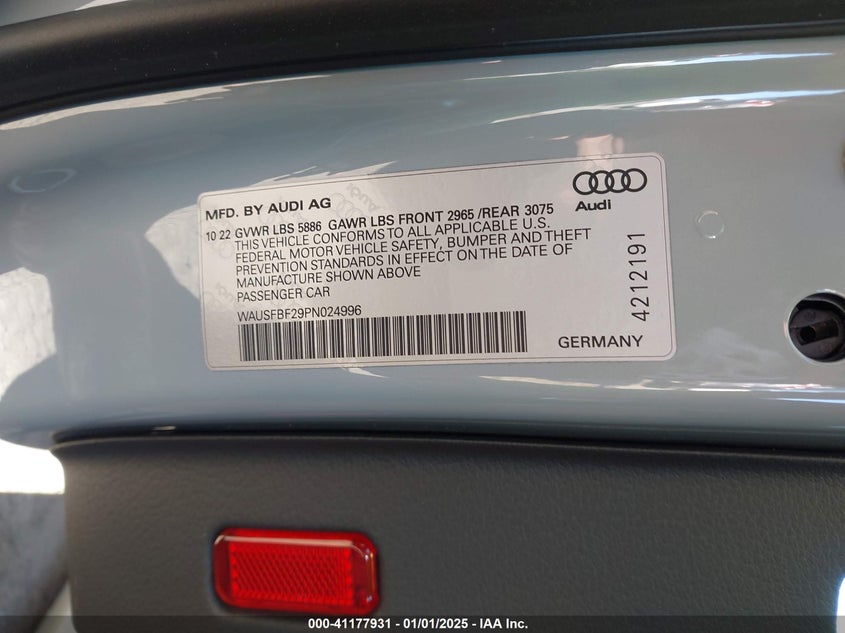 MFD. BY AUDI AG
10 22 GVWR LBS 5886 GAWR LBS FRONT 2965 /REAR 3075
THIS VEHICLE CONFORMS TO ALL APPLICABLE U.S.
FEDERAL MOTOR VEHICLE SAFETY, BUMPER AND THEFT
PREVENTION STANDARDS IN EFFECT ON THE DATE OF
MANUFACTURE SHOWN ABOVE
PASSENGER CAR
WAUSFBF29PN024996
Audi
4212191
GERMANY
000-41177931 - 01/01/2025 - IAA Inc.